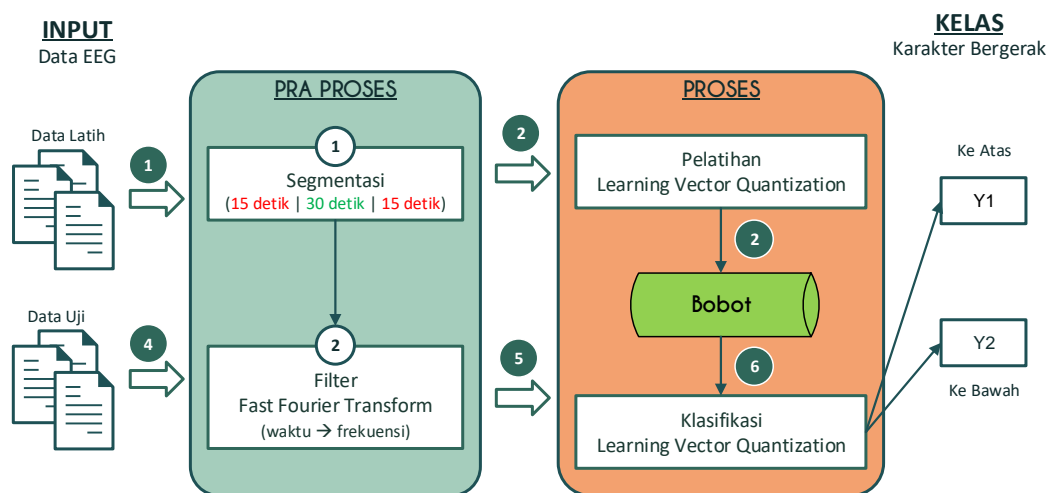 INPUT
Data EEG
KELAS
Karakter Bergerak
PRA PROSES
PROSES
Data Latih
1
1
Segmentasi
(15 detik | 30 detik | 15 detik)
2
Pelatihan
Learning Vector Quantization
Ke Atas
Y1
2
Bobot
Data Uji
4
2
Filter
Fast Fourier Transform
(waktu → frekuensi)
5
6
Klasifikasi
Learning Vector Quantization
Y2
Ke Bawah